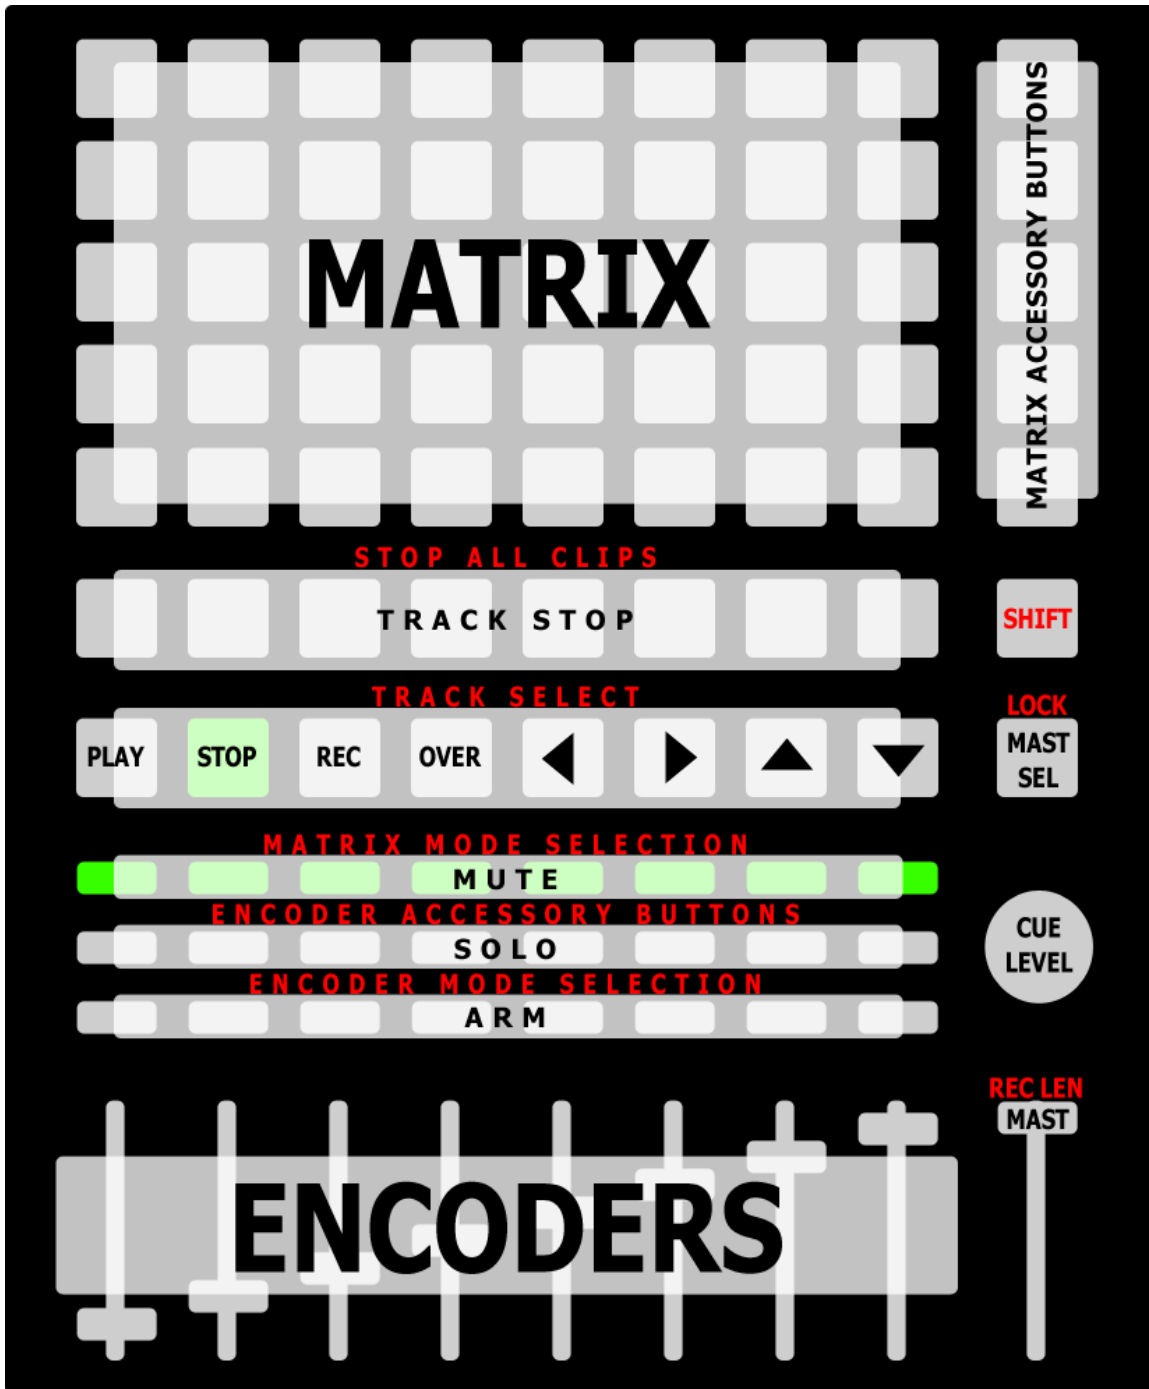 MATRIX
MATRIX ACCESSORY BUTTONS
STOP ALL CLIPS
TRACK STOP
SHIFT
TRACK SELECT
LOCK
PLAY STOP REC OVER
MAST
SEL
MATRIX MODE SELECTION
MUTE
ENCODER ACCESSORY BUTTONS
SOLO
CUE
LEVEL
ENCODER MODE SELECTION
ARM
REC LEN
MAST
ENCODERS